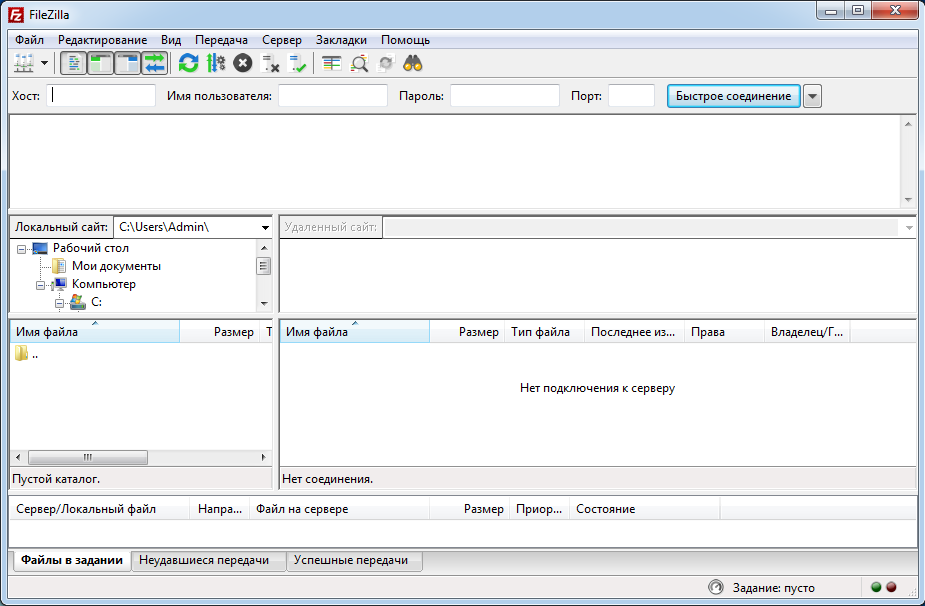 FileZilla
Файл Редактирование Вид Передача Сервер Закладки Помощь
Хост: Имя пользователя: Пароль: Порт: Быстрое соединение
Локальный сайт: C:\Users\Admin\ Удаленный сайт:
Рабочий стол
Мои документы
Компьютер
C:
Имя файла Размер Т Имя файла Размер Тип файла Последнее из... Права Владелец/Г...
..
Нет подключения к серверу
Пустой каталог. Нет соединения.
Сервер/Локальный файл Напра... Файл на сервере Размер Приор... Состояние
Файлы в задании Неудавшиеся передачи Успешные передачи
Задание: пусто